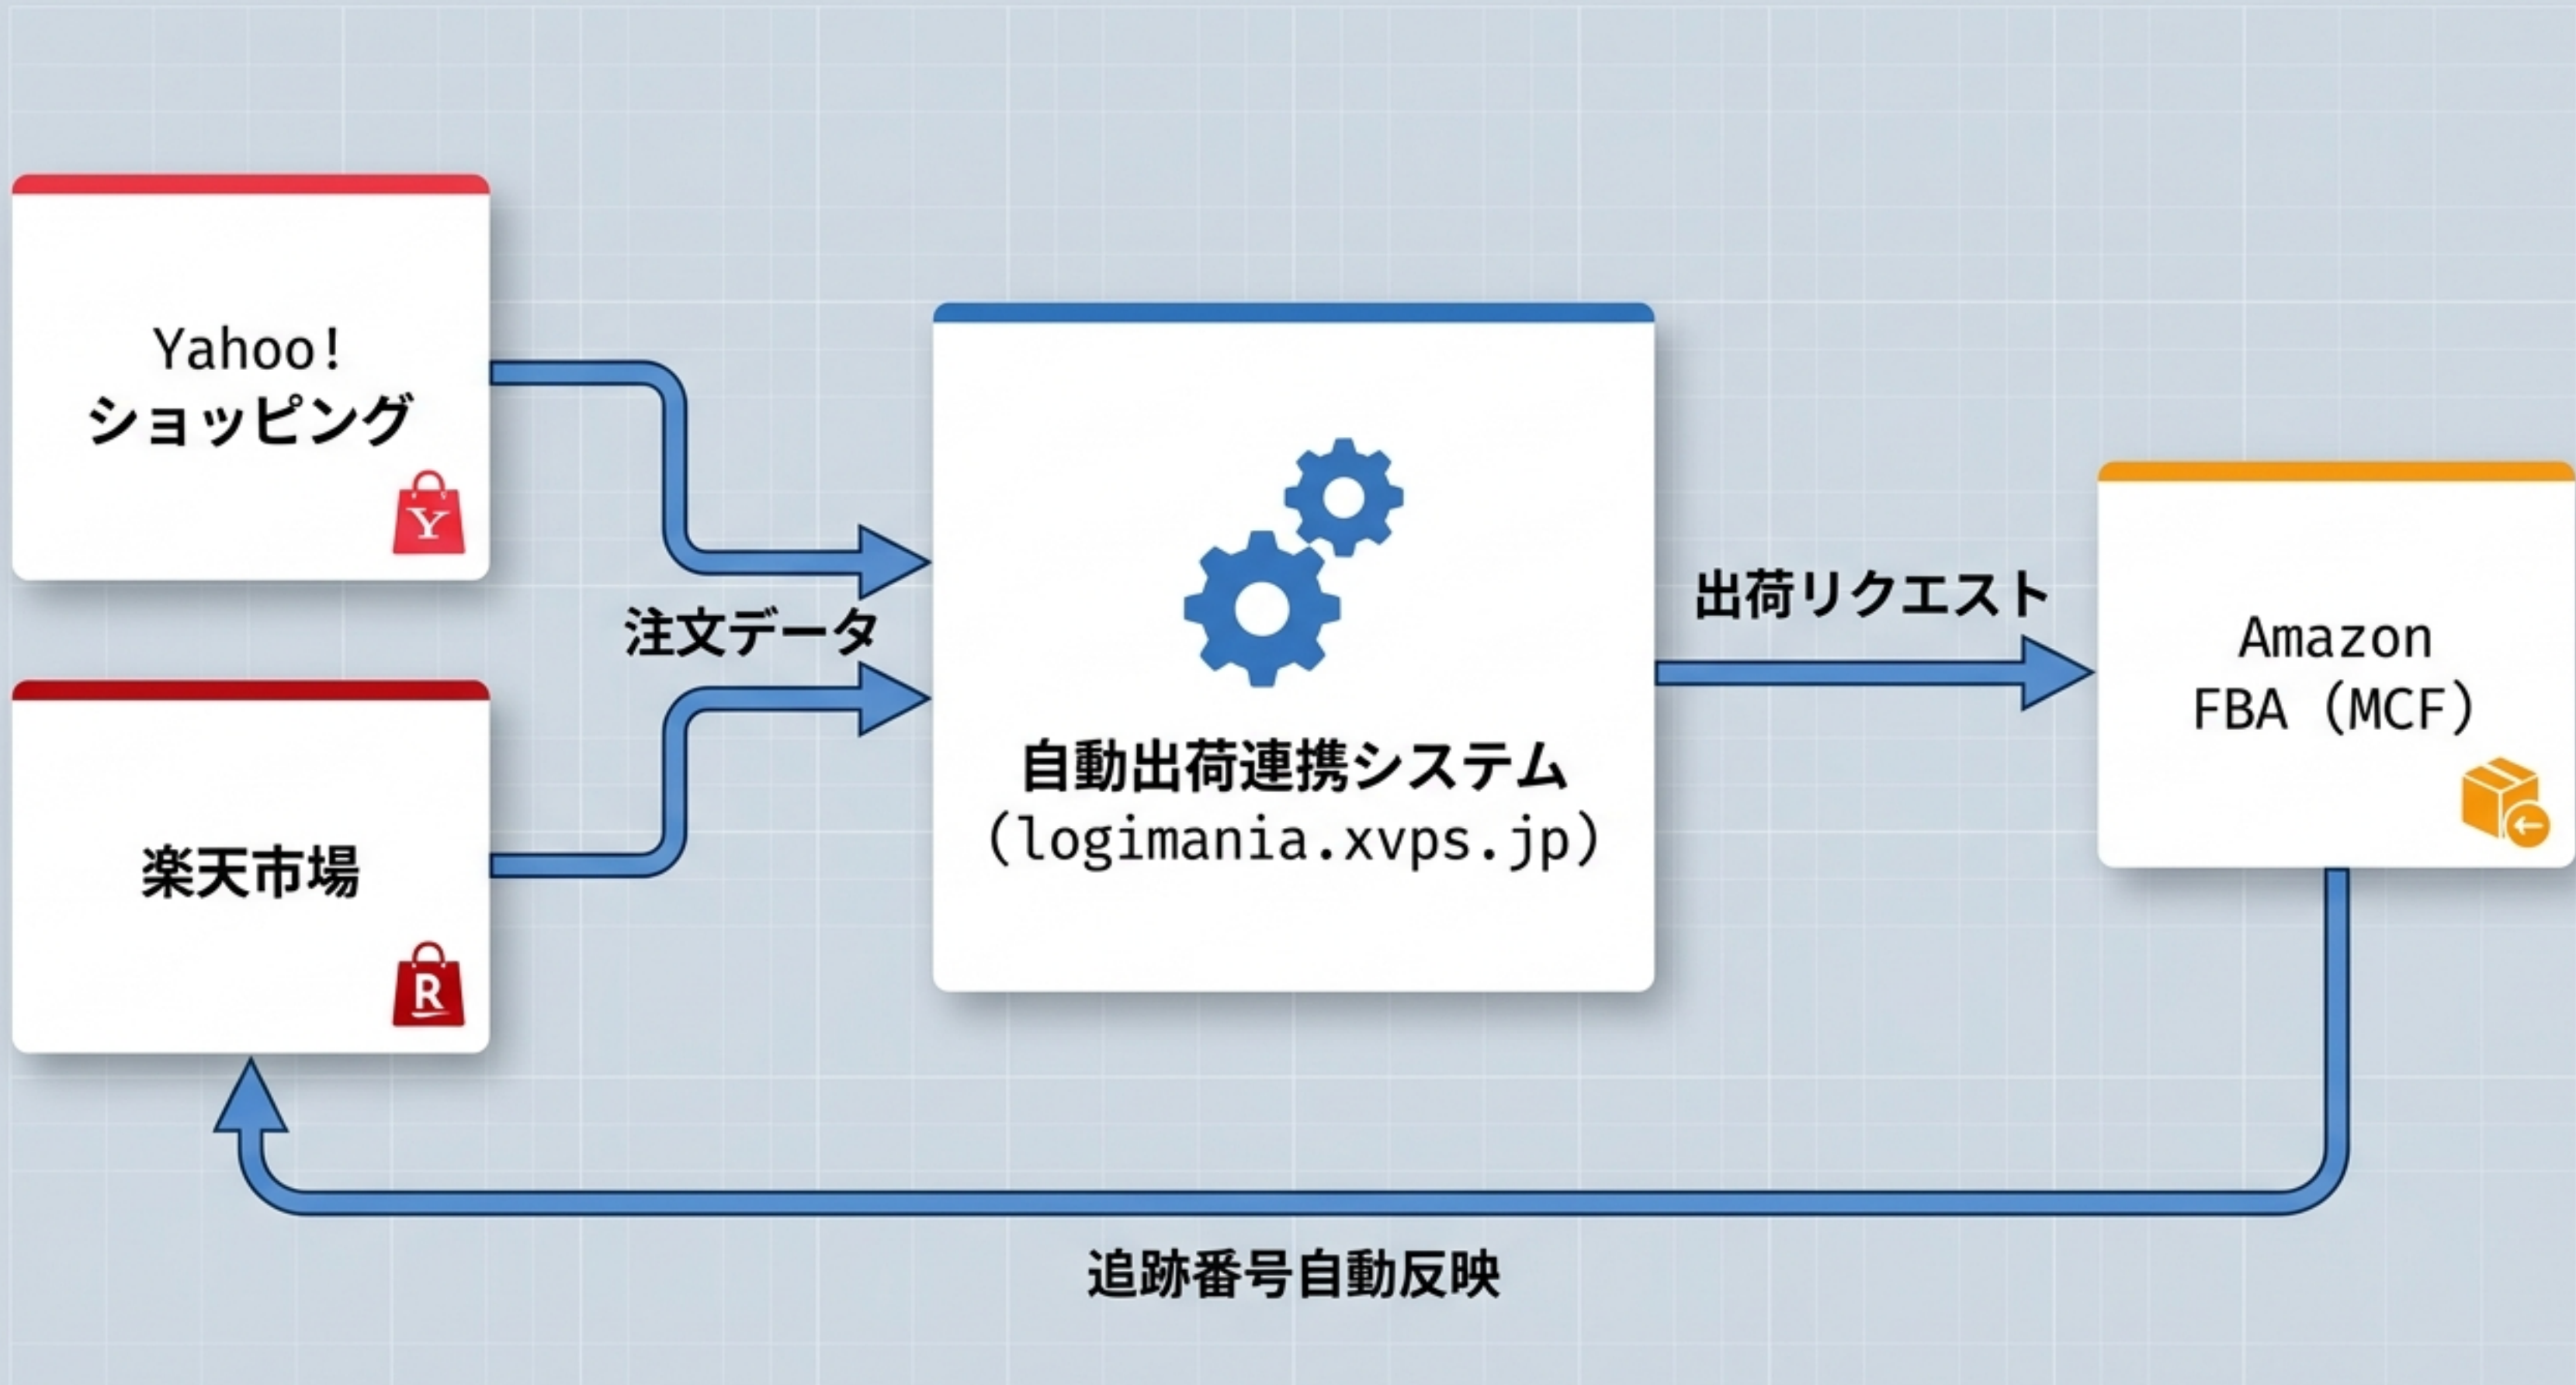 Yahoo!
ショッピング
Y
注文データ
楽天市場
R
自動出荷連携システム
(logimania.xvps.jp)
出荷リクエスト
Amazon
FBA (MCF)
追跡番号自動反映